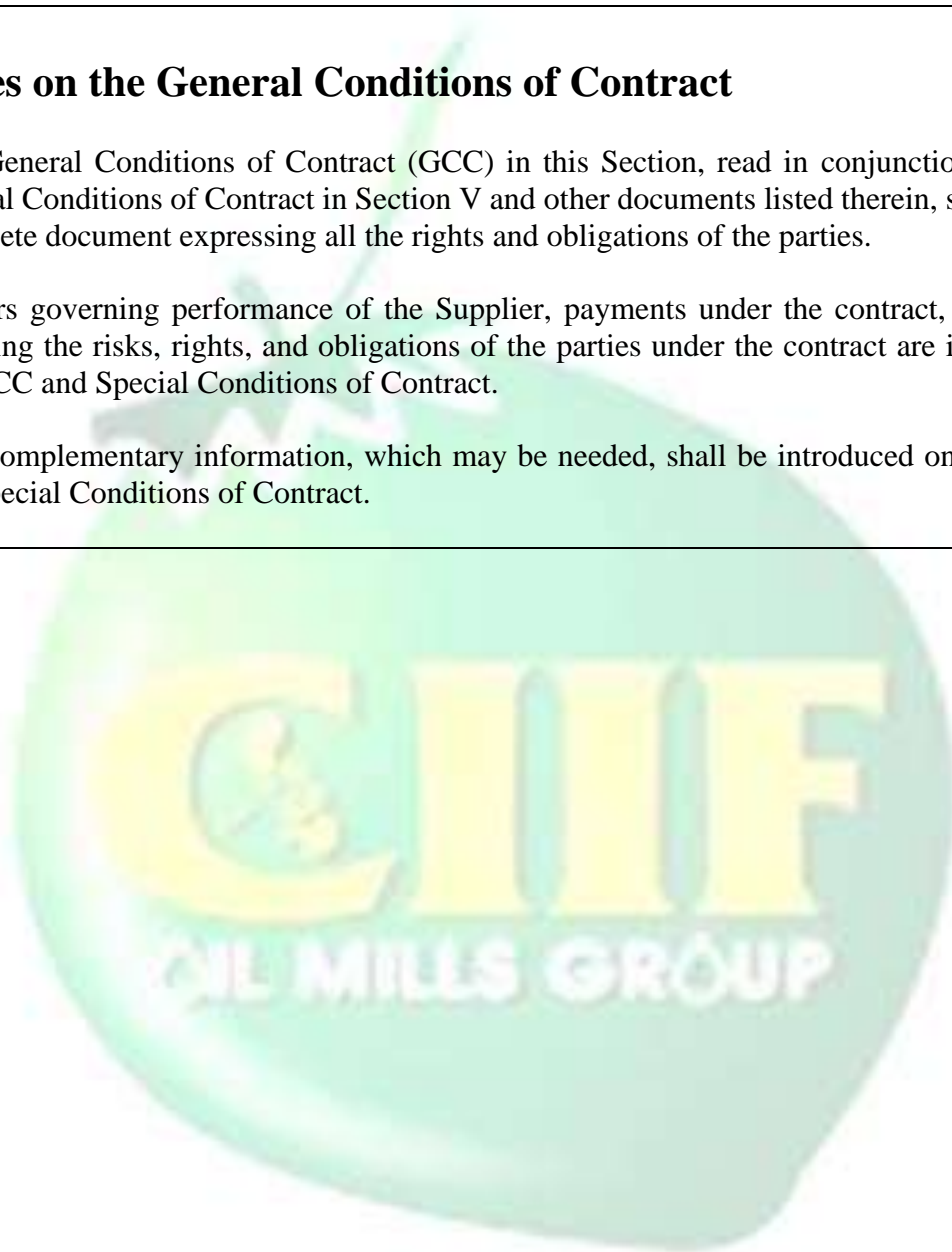 es on the General Conditions of Contract
General Conditions of Contract (GCC) in this Section, read in conjunctio
al Conditions of Contract in Section V and other documents listed therein, s
ete document expressing all the rights and obligations of the parties.
rs governing performance of the Supplier, payments under the contract,
ing the risks, rights, and obligations of the parties under the contract are i
CC and Special Conditions of Contract.
omplementary information, which may be needed, shall be introduced on
ecial Conditions of Contract.
CIIF
OIL MILLS GROUP